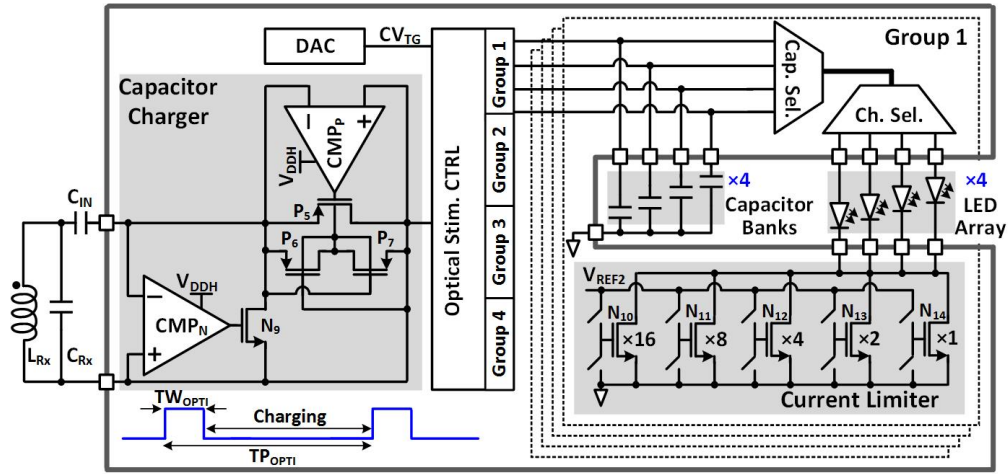 DAC
CV_TG
Capacitor
Charger
CMP_P
−
+
V_DDH
P_5
P_6
P_7
C_IN
L_Rx
C_Rx
V_DDH
CMP_N
−
+
N_9
TW_OPTI
Charging
TP_OPTI
Optical Stim. CTRL
Group 1
Group 2
Group 3
Group 4
Group 1
Cap. Sel.
Ch. Sel.
×4
Capacitor
Banks
×4
LED
Array
V_REF2
N_10
×16
N_11
×8
N_12
×4
N_13
×2
N_14
×1
Current Limiter